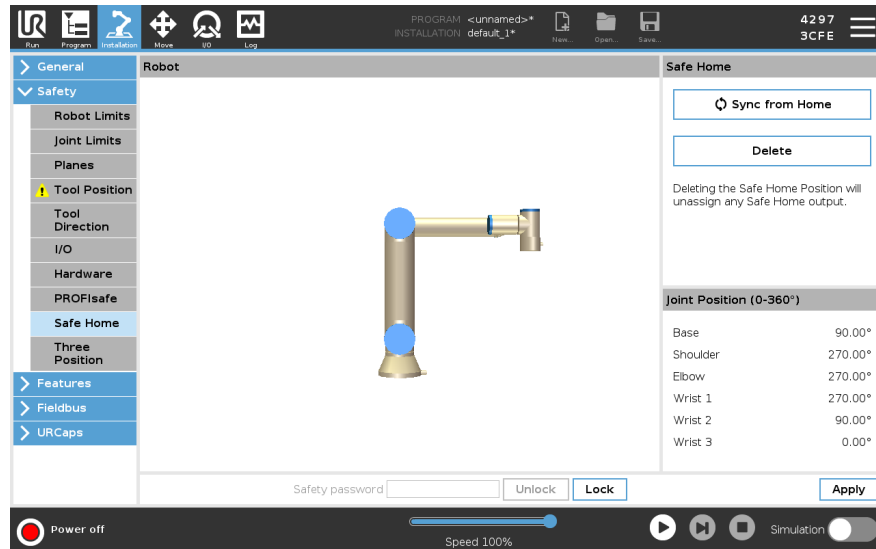 UR
Run
Program
Installation
Move
I/O
Log
PROGRAM <unnamed>*
INSTALLATION default_1*
New...
Open...
Save...
4297
3CFE
General
Safety
Robot Limits
Joint Limits
Planes
Tool Position
Tool
Direction
I/O
Hardware
PROFIsafe
Safe Home
Three
Position
Features
Fieldbus
URCaps
Robot
Safe Home
Sync from Home
Delete
Deleting the Safe Home Position will
unassign any Safe Home output.
Joint Position (0-360°)
Base 90.00°
Shoulder 270.00°
Elbow 270.00°
Wrist 1 270.00°
Wrist 2 90.00°
Wrist 3 0.00°
Safety password
Unlock
Lock
Apply
Power off
Speed 100%
Simulation